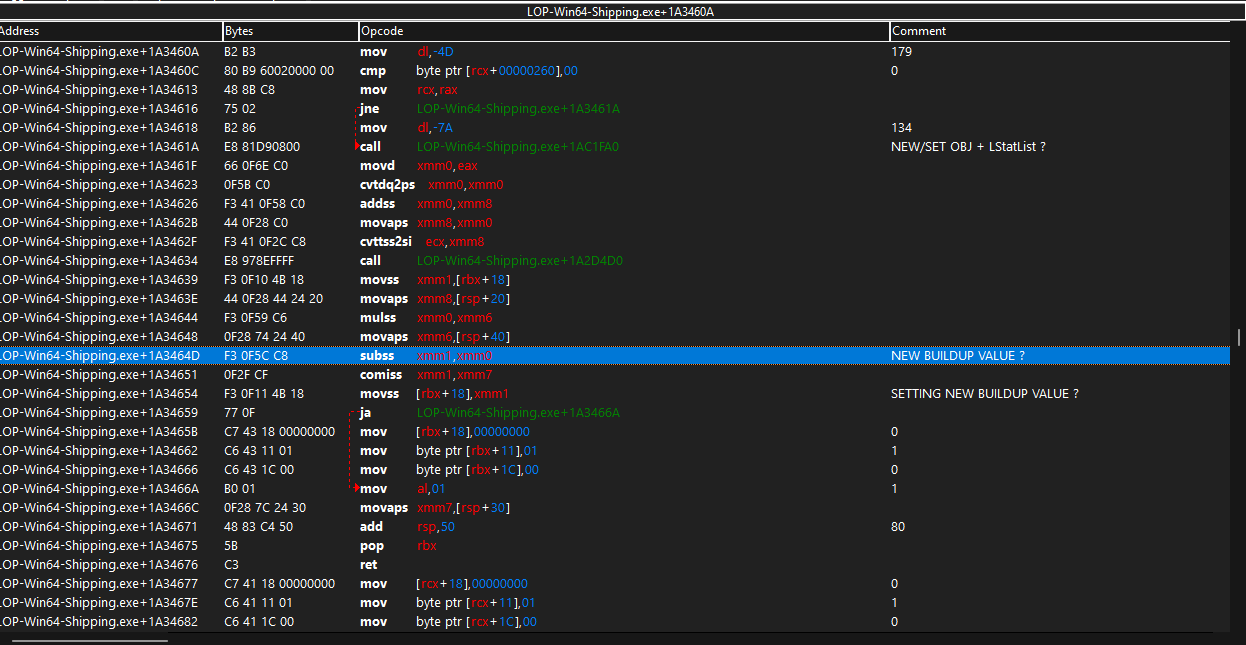 LOP-Win64-Shipping.exe+1A3460A
Address Bytes Opcode Comment
LOP-Win64-Shipping.exe+1A3460A B2 B3 mov dl,-4D 179
LOP-Win64-Shipping.exe+1A3460C 80 B9 60020000 00 cmp byte ptr [rcx+00000260],00 0
LOP-Win64-Shipping.exe+1A34613 48 8B C8 mov rcx,rax
LOP-Win64-Shipping.exe+1A34616 75 02 jne LOP-Win64-Shipping.exe+1A3461A
LOP-Win64-Shipping.exe+1A34618 B2 86 mov dl,-7A 134
LOP-Win64-Shipping.exe+1A3461A E8 81D90800 call LOP-Win64-Shipping.exe+1AC1FA0 NEW/SET OBJ + LStatList ?
LOP-Win64-Shipping.exe+1A3461F 66 0F6E C0 movd xmm0,eax
LOP-Win64-Shipping.exe+1A34623 0F5B C0 cvtdq2ps xmm0,xmm0
LOP-Win64-Shipping.exe+1A34626 F3 41 0F58 C0 addss xmm0,xmm8
LOP-Win64-Shipping.exe+1A3462B 44 0F28 C0 movaps xmm8,xmm0
LOP-Win64-Shipping.exe+1A3462F F3 41 0F2C C8 cvttss2si ecx,xmm8
LOP-Win64-Shipping.exe+1A34634 E8 978EFFFF call LOP-Win64-Shipping.exe+1A2D4D0
LOP-Win64-Shipping.exe+1A34639 F3 0F10 4B 18 movss xmm1,[rbx+18]
LOP-Win64-Shipping.exe+1A3463E 44 0F28 44 24 20 movaps xmm8,[rsp+20]
LOP-Win64-Shipping.exe+1A34644 F3 0F59 C6 mulss xmm0,xmm6
LOP-Win64-Shipping.exe+1A34648 0F28 74 24 40 movaps xmm6,[rsp+40]
LOP-Win64-Shipping.exe+1A3464D F3 0F5C C8 subss xmm1,xmm0 NEW BUILDUP VALUE ?
LOP-Win64-Shipping.exe+1A34651 0F2F CF comiss xmm1,xmm7
LOP-Win64-Shipping.exe+1A34654 F3 0F11 4B 18 movss [rbx+18],xmm1 SETTING NEW BUILDUP VALUE ?
LOP-Win64-Shipping.exe+1A34659 77 0F ja LOP-Win64-Shipping.exe+1A3466A
LOP-Win64-Shipping.exe+1A3465B C7 43 18 00000000 mov [rbx+18],00000000 0
LOP-Win64-Shipping.exe+1A34662 C6 43 11 01 mov byte ptr [rbx+11],01 1
LOP-Win64-Shipping.exe+1A34666 C6 43 1C 00 mov byte ptr [rbx+1C],00 0
LOP-Win64-Shipping.exe+1A3466A B0 01 mov al,01 1
LOP-Win64-Shipping.exe+1A3466C 0F28 7C 24 30 movaps xmm7,[rsp+30]
LOP-Win64-Shipping.exe+1A34671 48 83 C4 50 add rsp,50 80
LOP-Win64-Shipping.exe+1A34675 5B pop rbx
LOP-Win64-Shipping.exe+1A34676 C3 ret
LOP-Win64-Shipping.exe+1A34677 C7 41 18 00000000 mov [rcx+18],00000000 0
LOP-Win64-Shipping.exe+1A3467E C6 41 11 01 mov byte ptr [rcx+11],01 1
LOP-Win64-Shipping.exe+1A34682 C6 41 1C 00 mov byte ptr [rcx+1C],00 0